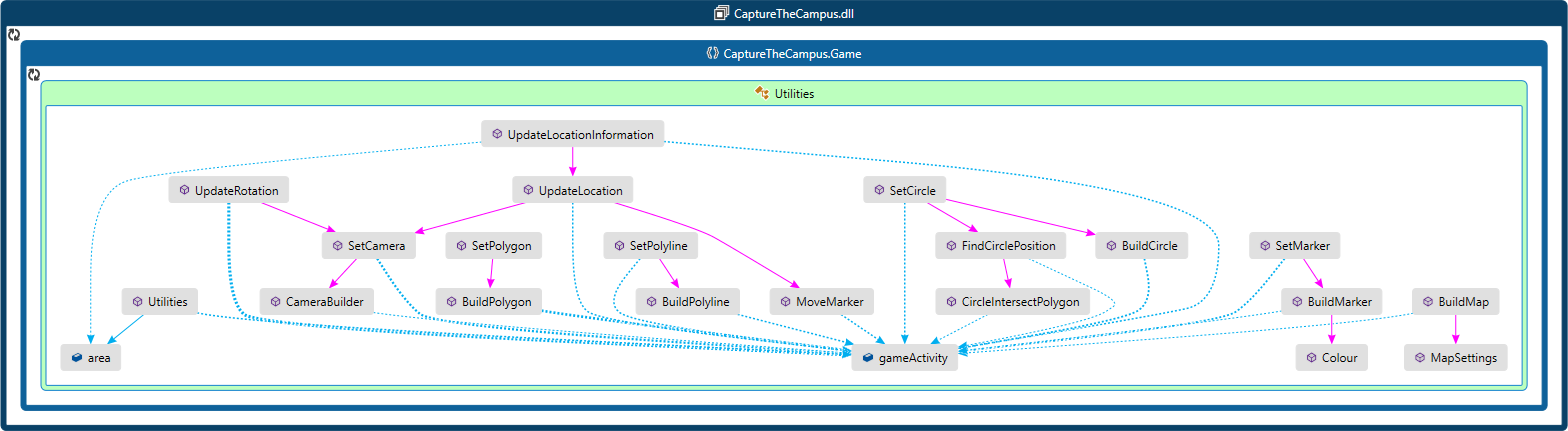 CaptureTheCampus.dll
CaptureTheCampus.Game
Utilities
UpdateLocationInformation
UpdateRotation
UpdateLocation
SetCircle
SetCamera
SetPolygon
SetPolyline
FindCirclePosition
BuildCircle
SetMarker
Utilities
CameraBuilder
BuildPolygon
BuildPolyline
MoveMarker
CircleIntersectPolygon
BuildMarker
BuildMap
area
gameActivity
Colour
MapSettings